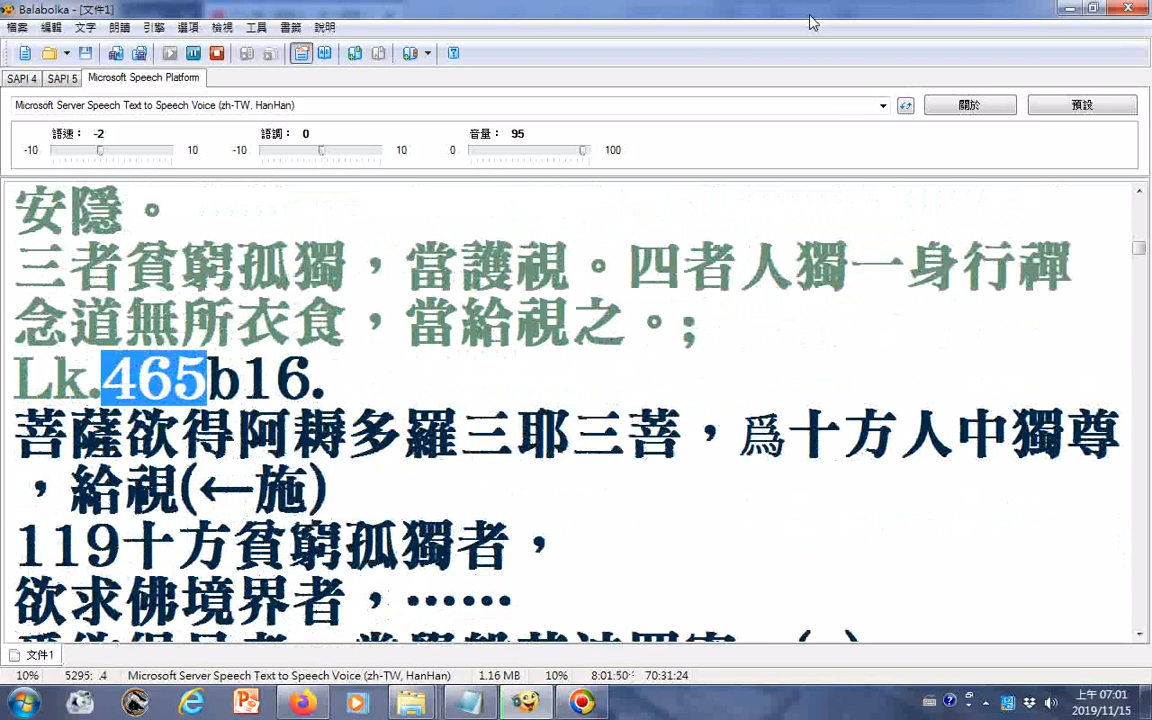 Balabolka - [文件1]
檔案 編輯 文字 朗讀 引擎 選項 檢視 工具 書籤 說明
SAPI 4 SAPI 5 Microsoft Speech Platform
Microsoft Server Speech Text to Speech Voice (zh-TW, HanHan) 關於 預設
語速： -2 語調： 0 音量： 95
-10 10 -10 10 0 100
安隱。
三者貧窮孤獨，當護視。四者人獨一身行禪
念道無所衣食，當給視之。;
Lk.465b16.
菩薩欲得阿耨多羅三耶三菩，爲十方人中獨尊
，給視(←施)
119十方貧窮孤獨者，
欲求佛境界者，……
文件1
10% 5295: .4 Microsoft Server Speech Text to Speech Voice (zh-TW, HanHan) 1.16 MB 10% 8:01:50 70:31:24
上午 07:01
2019/11/15